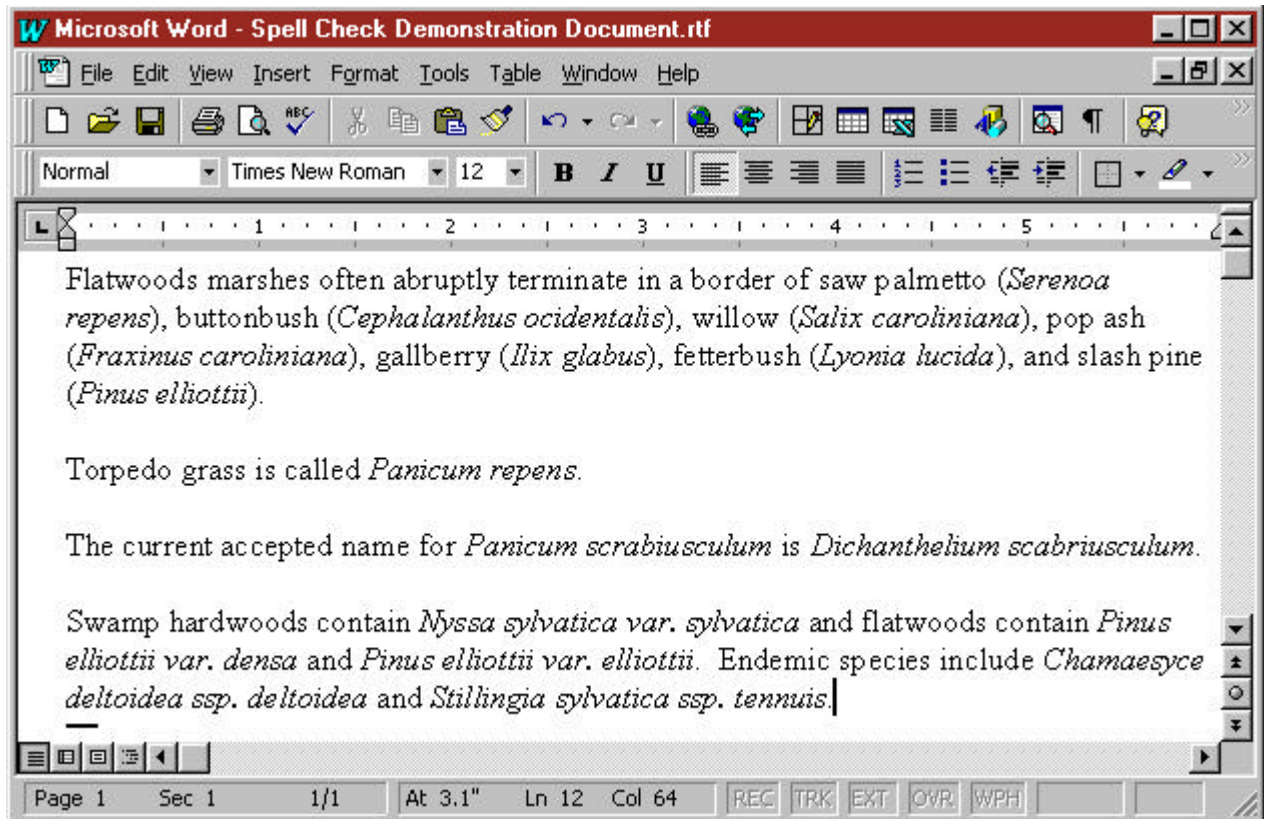 Microsoft Word - Spell Check Demonstration Document.rtf
File Edit View Insert Format Tools Table Window Help
ABC
Normal Times New Roman 12 B I U
1 2 3 4 5
Flatwoods marshes often abruptly terminate in a border of saw palmetto (Serenoa
repens), buttonbush (Cephalanthus ocidentalis), willow (Salix caroliniana), pop ash
(Fraxinus caroliniana), gallberry (Ilix glabus), fetterbush (Lyonia lucida), and slash pine
(Pinus elliottii).
Torpedo grass is called Panicum repens.
The current accepted name for Panicum scrabiusculum is Dichanthelium scabriusculum.
Swamp hardwoods contain Nyssa sylvatica var. sylvatica and flatwoods contain Pinus
elliottii var. densa and Pinus elliottii var. elliottii. Endemic species include Chamaesyce
deltoidea ssp. deltoidea and Stillingia sylvatica ssp. tennuis.
Page 1 Sec 1 1/1 At 3.1" Ln 12 Col 64 REC TRK EXT OVR WPH